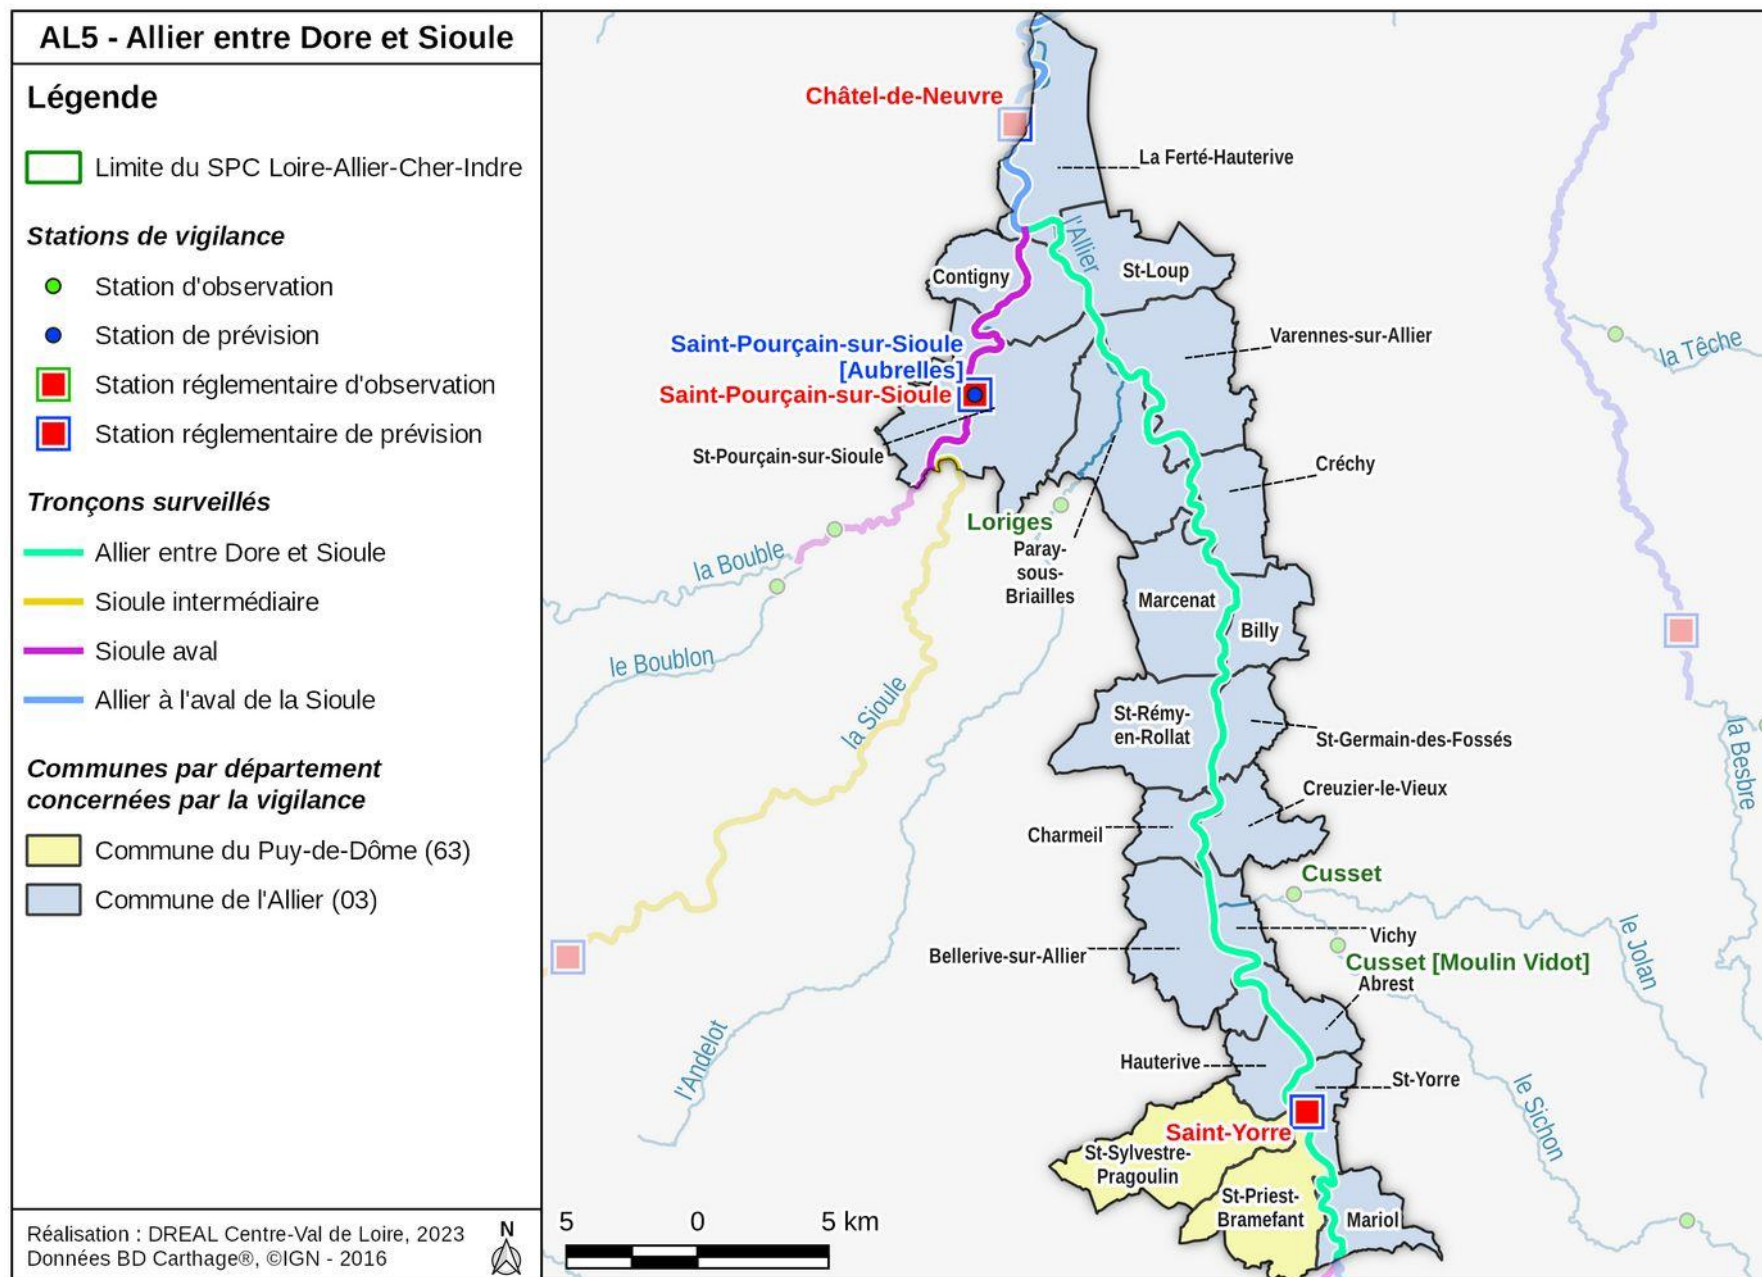 AL5 - Allier entre Dore et Sioule
Légende
Limite du SPC Loire-Allier-Cher-Indre
Stations de vigilance
Station d'observation
Station de prévision
Station réglementaire d'observation
Station réglementaire de prévision
Tronçons surveillés
Allier entre Dore et Sioule
Sioule intermédiaire
Sioule aval
Allier à l'aval de la Sioule
Communes par département
concernées par la vigilance
Commune du Puy-de-Dôme (63)
Commune de l'Allier (03)
Réalisation : DREAL Centre-Val de Loire, 2023
Données BD Carthage®, ©IGN - 2016
N
Châtel-de-Neuvre
La Ferté-Hauterive
l'Allier
Contigny
St-Loup
Varennes-sur-Allier
la Têche
Saint-Pourçain-sur-Sioule
[Aubrelles]
Saint-Pourçain-sur-Sioule
St-Pourçain-sur-Sioule
Créchy
Loriges
Paray-
sous-
Briailles
la Bouble
Marcenat
Billy
le Boublon
la Sioule
St-Rémy-
en-Rollat
St-Germain-des-Fossés
la Besbre
Creuzier-le-Vieux
Charmeil
Cusset
Vichy
le Jolan
Bellerive-sur-Allier
Cusset [Moulin Vidot]
Abrest
l'Andelot
Hauterive
St-Yorre
le Sichon
Saint-Yorre
St-Sylvestre-
Pragoulin
St-Priest-
Bramefant
Mariol
5 0 5 km